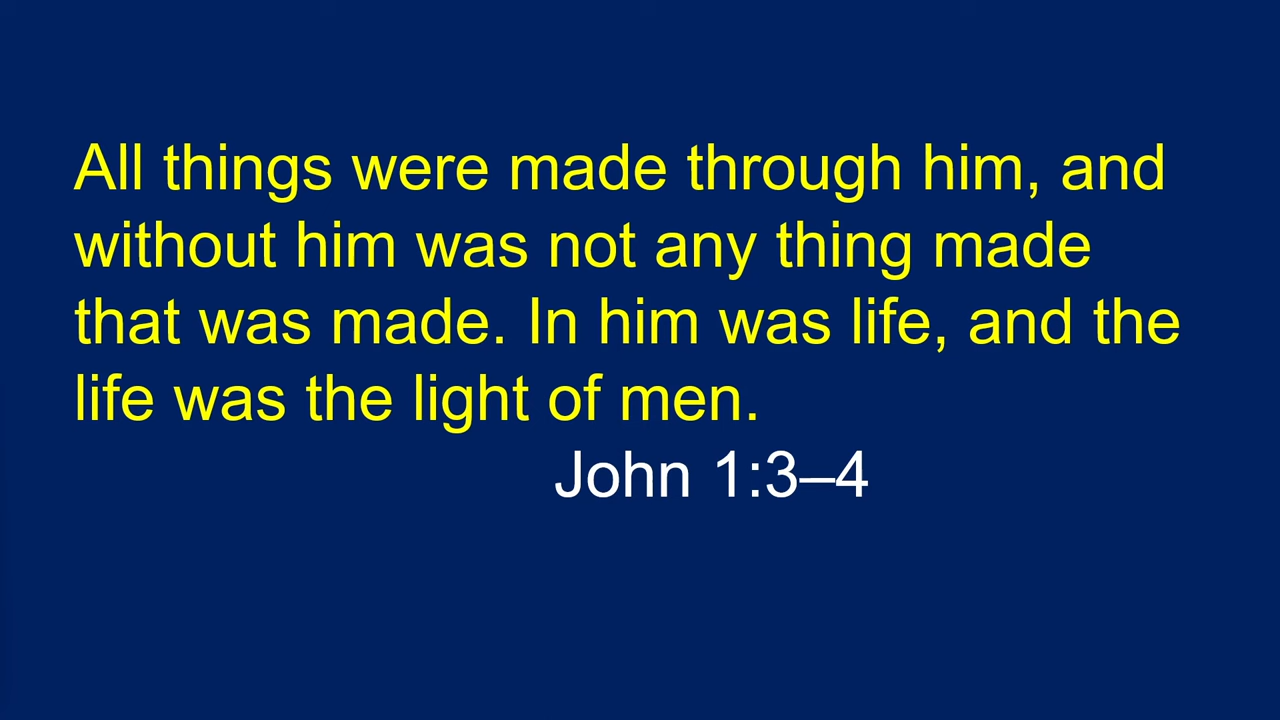 All things were made through him, and
without him was not any thing made
that was made. In him was life, and the
life was the light of men.
John 1:3–4